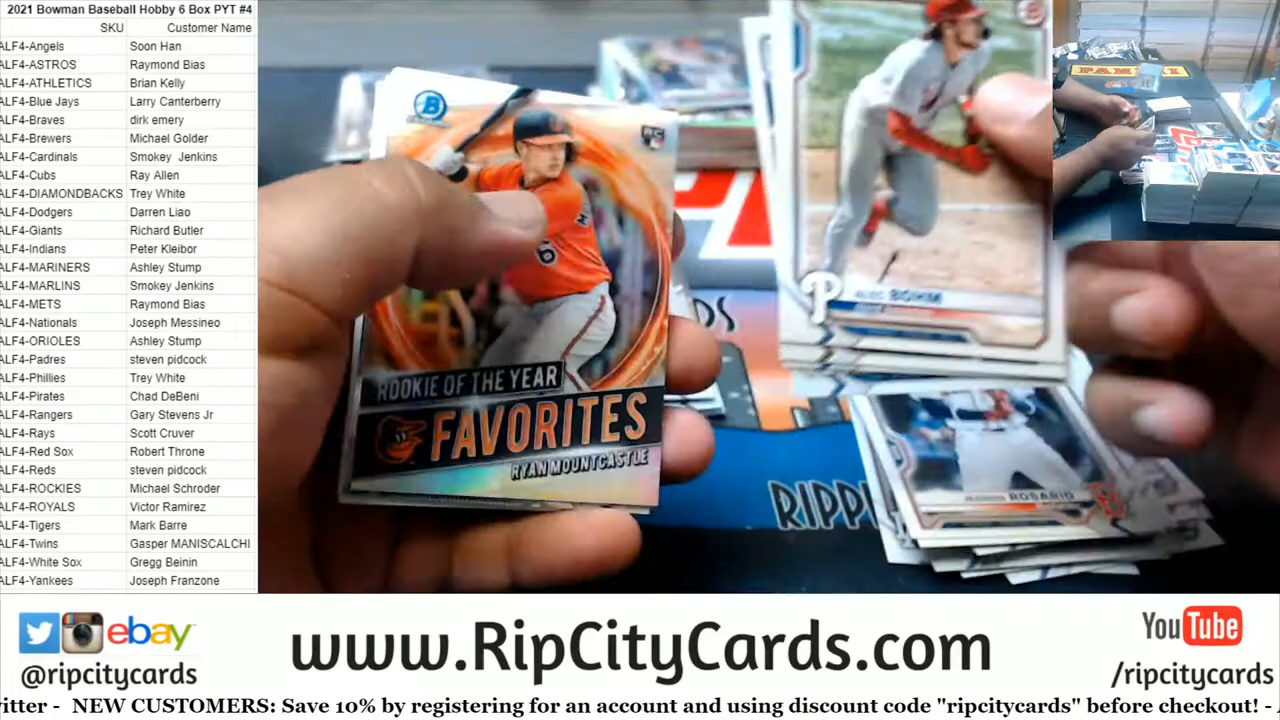 2021 Bowman Baseball Hobby 6 Box PYT #4
SKU Customer Name
ALF4-Angels Soon Han
ALF4-ASTROS Raymond Bias
ALF4-ATHLETICS Brian Kelly
ALF4-Blue Jays Larry Canterberry
ALF4-Braves dirk emery
ALF4-Brewers Michael Golder
ALF4-Cardinals Smokey Jenkins
ALF4-Cubs Ray Allen
ALF4-DIAMONDBACKS Trey White
ALF4-Dodgers Darren Liao
ALF4-Giants Richard Butler
ALF4-Indians Peter Kleibor
ALF4-MARINERS Ashley Stump
ALF4-MARLINS Smokey Jenkins
ALF4-METS Raymond Bias
ALF4-Nationals Joseph Messineo
ALF4-ORIOLES Ashley Stump
ALF4-Padres steven pidcock
ALF4-Phillies Trey White
ALF4-Pirates Chad DeBeni
ALF4-Rangers Gary Stevens Jr
ALF4-Rays Scott Cruver
ALF4-Red Sox Robert Throne
ALF4-Reds steven pidcock
ALF4-ROCKIES Michael Schroder
ALF4-ROYALS Victor Ramirez
ALF4-Tigers Mark Barre
ALF4-Twins Gasper MANISCALCHI
ALF4-White Sox Gregg Beinin
ALF4-Yankees Joseph Franzone
B
RC
6
ROOKIE OF THE YEAR
FAVORITES
RYAN MOUNTCASTLE
P
ALEC BOHM
ROSARIO
B
RIPP
PANINI
ebay
@ripcitycards
www.RipCityCards.com
YouTube
/ripcitycards
itter - NEW CUSTOMERS: Save 10% by registering for an account and using discount code "ripcitycards" before checkout! -